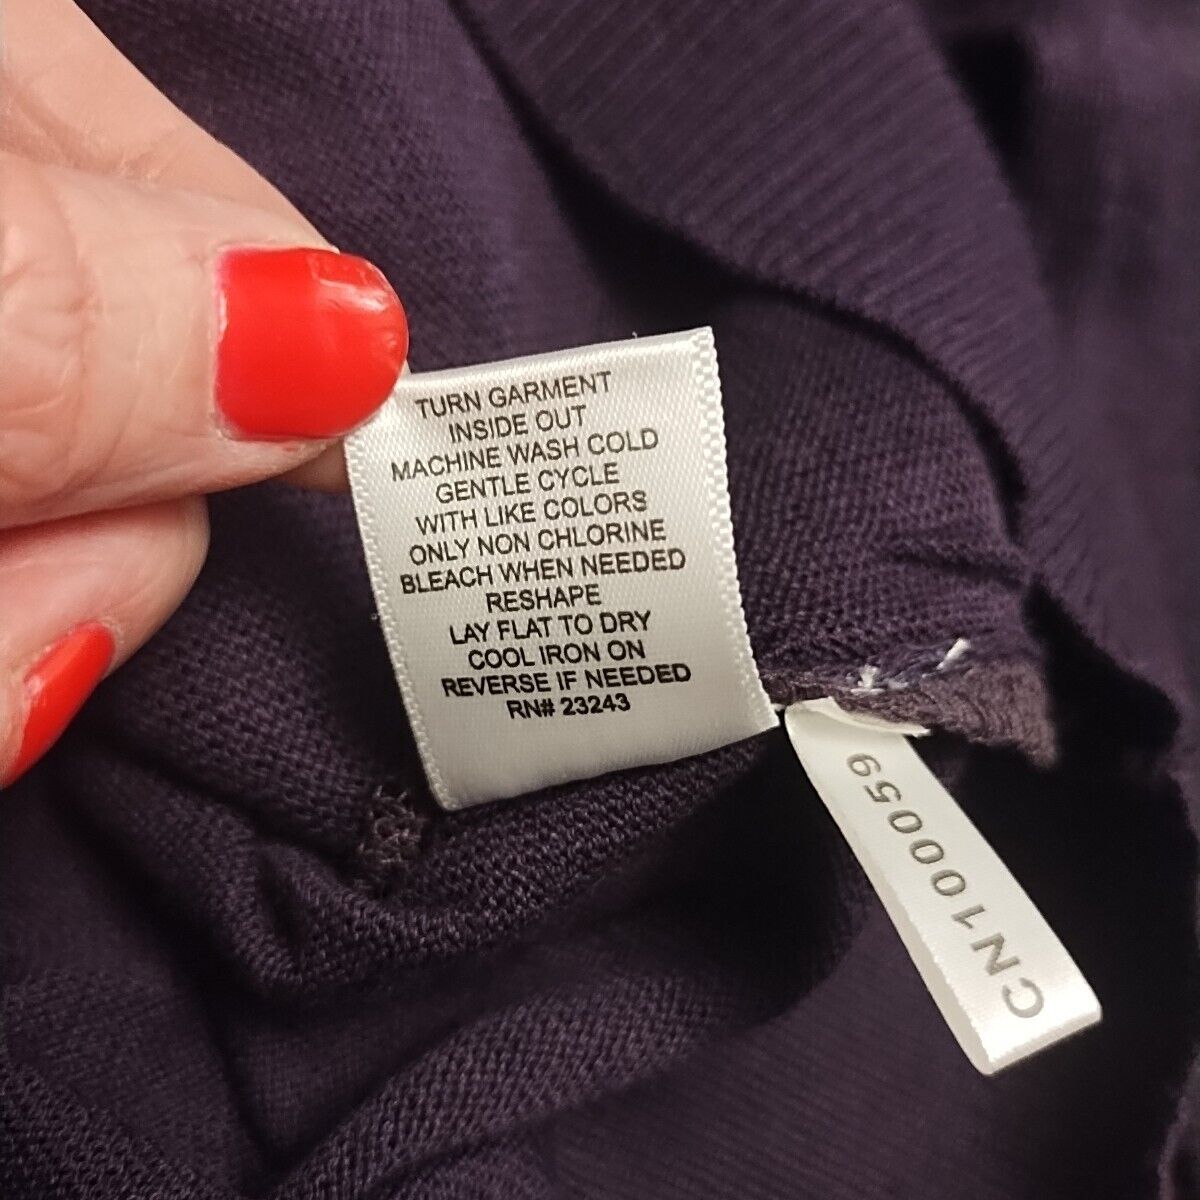 TURN GARMENT
INSIDE OUT
MACHINE WASH COLD
GENTLE CYCLE
WITH LIKE COLORS
ONLY NON CHLORINE
BLEACH WHEN NEEDED
RESHAPE
LAY FLAT TO DRY
COOL IRON ON
REVERSE IF NEEDED
RN# 23243
CN100059